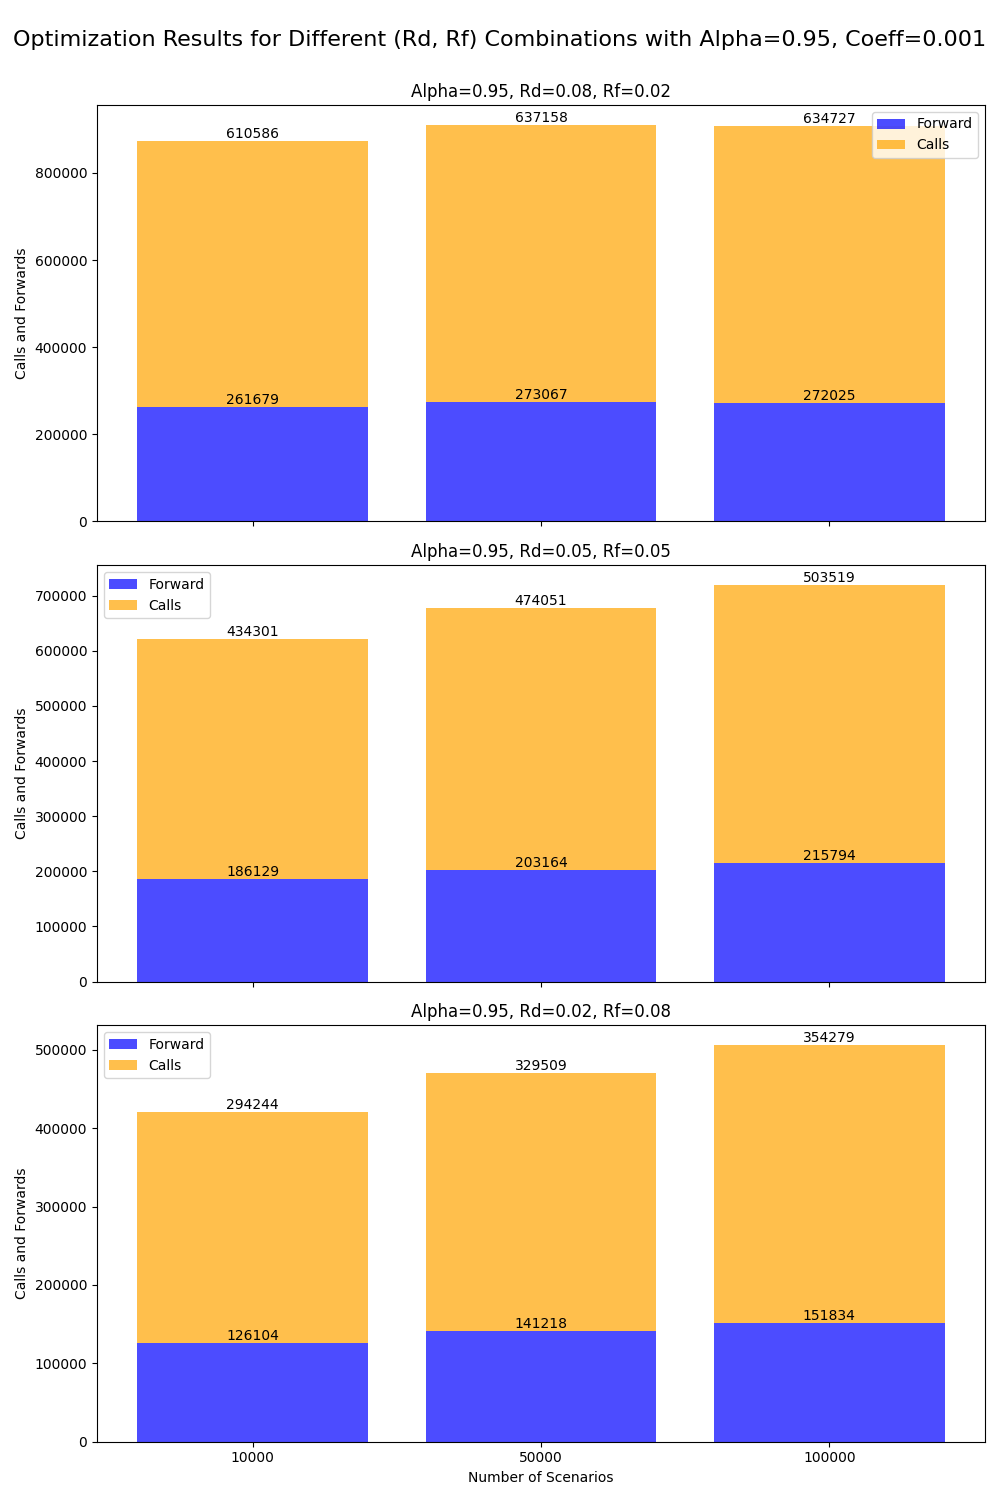 Optimization Results for Different (Rd, Rf) Combinations with Alpha=0.95, Coeff=0.001
Alpha=0.95, Rd=0.08, Rf=0.02
Calls and Forwards
800000
600000
400000
200000
0
610586
637158
634727
261679
273067
272025
Forward
Calls
Alpha=0.95, Rd=0.05, Rf=0.05
Calls and Forwards
700000
600000
500000
400000
300000
200000
100000
0
Forward
Calls
434301
474051
503519
186129
203164
215794
Alpha=0.95, Rd=0.02, Rf=0.08
Calls and Forwards
500000
400000
300000
200000
100000
0
Forward
Calls
294244
329509
354279
126104
141218
151834
10000
50000
100000
Number of Scenarios